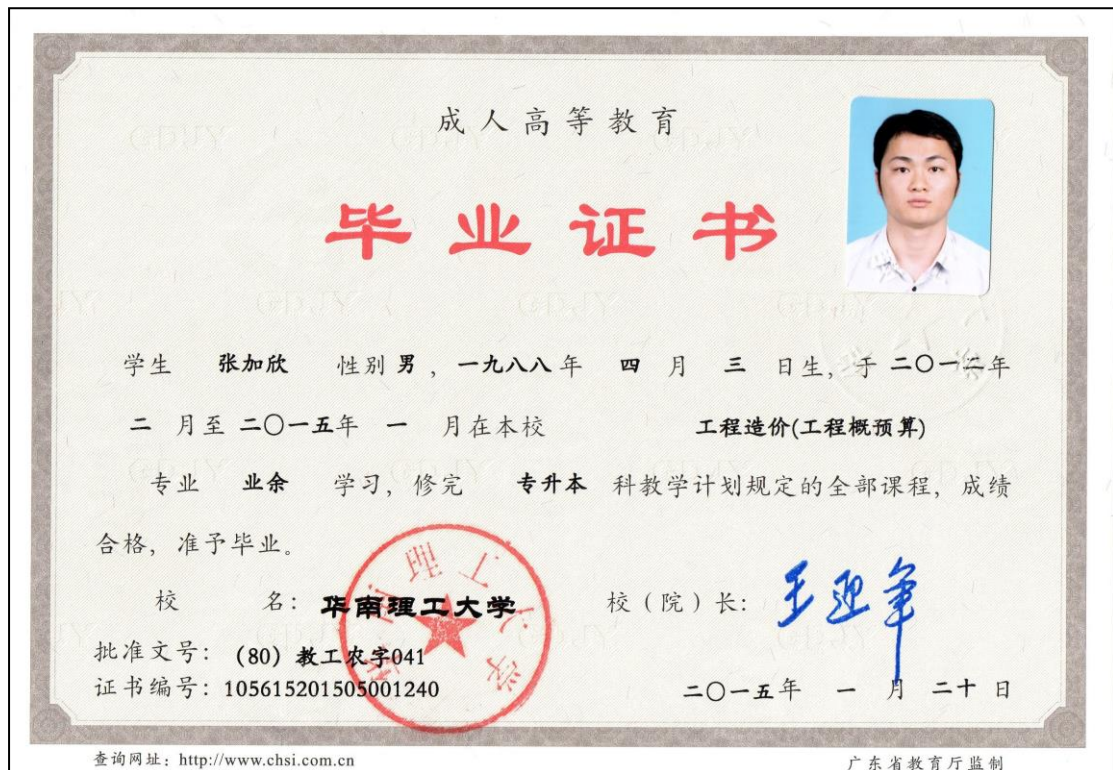 成人高等教育
毕业证书
学生 张加欣 性别 男 ，一九八八年 四 月 三 日生，于 二〇一二年
二 月至 二〇一五年 一 月在本校 工程造价(工程概预算)
专业 业余 学习，修完 专升本 科教学计划规定的全部课程，成绩
合格，准予毕业。
校 名：华南理工大学 校（院）长：王迎军
批准文号：(80) 教工农字041
证书编号：105615201505001240 二〇一五年 一 月 二十 日
华南理工大学
查询网址：http://www.chsi.com.cn 广东省教育厅监制